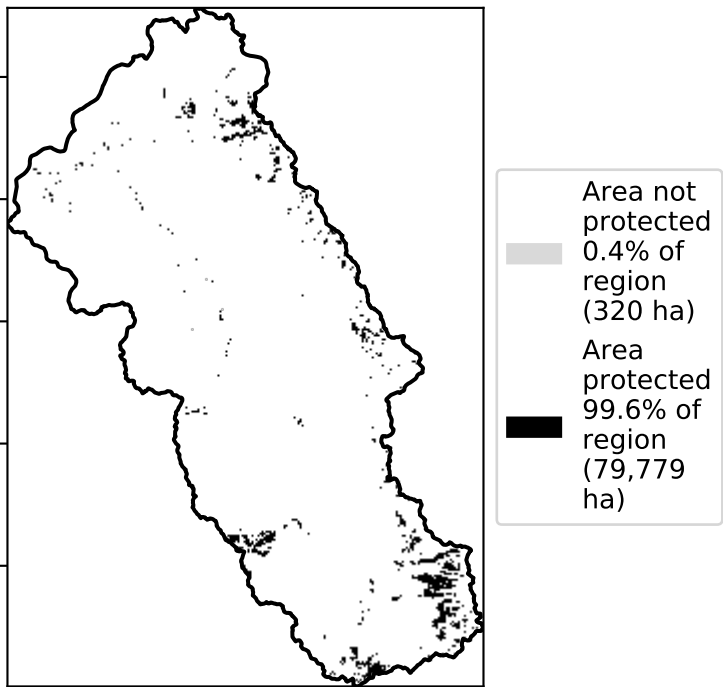 Area not
protected
0.4% of
region
(320 ha)
Area
protected
99.6% of
region
(79,779
ha)